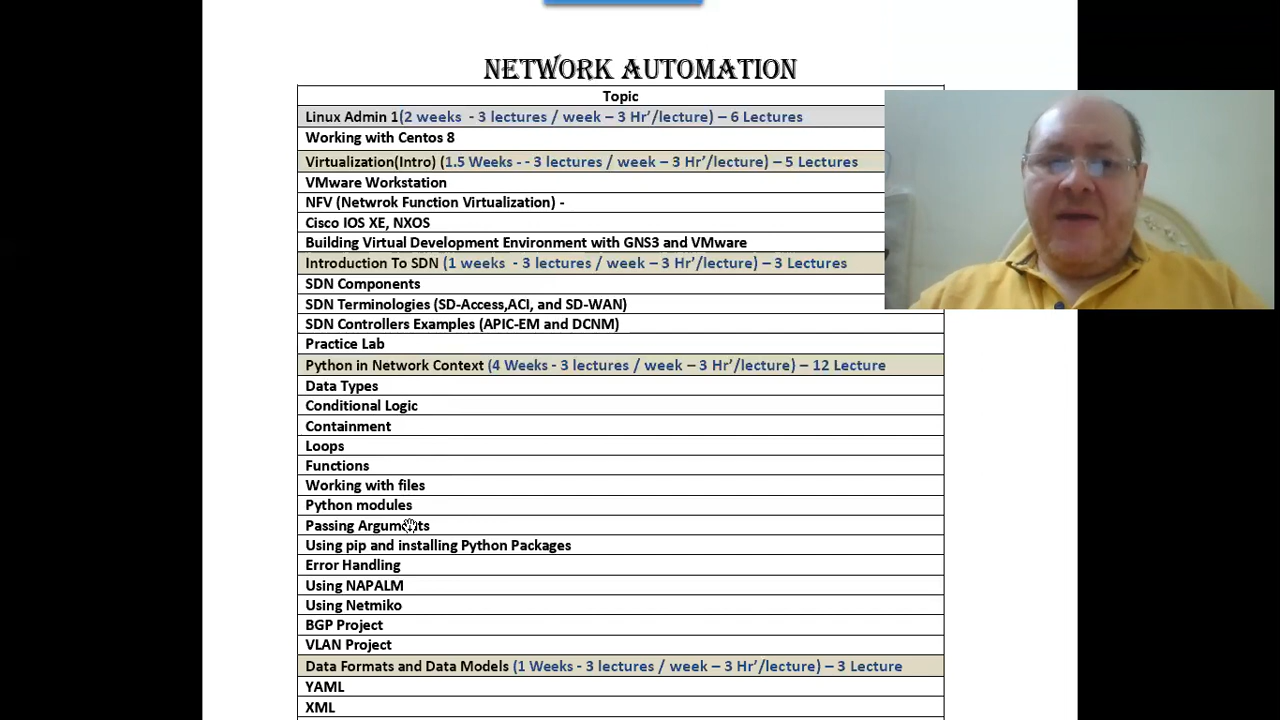 NETWORK AUTOMATION
Topic
Linux Admin 1(2 weeks - 3 lectures / week – 3 Hr’/lecture) – 6 Lectures
Working with Centos 8
Virtualization(Intro) (1.5 Weeks - - 3 lectures / week – 3 Hr’/lecture) – 5 Lectures
VMware Workstation
NFV (Netwrok Function Virtualization) -
Cisco IOS XE, NXOS
Building Virtual Development Environment with GNS3 and VMware
Introduction To SDN (1 weeks - 3 lectures / week – 3 Hr’/lecture) – 3 Lectures
SDN Components
SDN Terminologies (SD-Access,ACI, and SD-WAN)
SDN Controllers Examples (APIC-EM and DCNM)
Practice Lab
Python in Network Context (4 Weeks - 3 lectures / week – 3 Hr’/lecture) – 12 Lecture
Data Types
Conditional Logic
Containment
Loops
Functions
Working with files
Python modules
Passing Arguments
Using pip and installing Python Packages
Error Handling
Using NAPALM
Using Netmiko
BGP Project
VLAN Project
Data Formats and Data Models (1 Weeks - 3 lectures / week – 3 Hr’/lecture) – 3 Lecture
YAML
XML